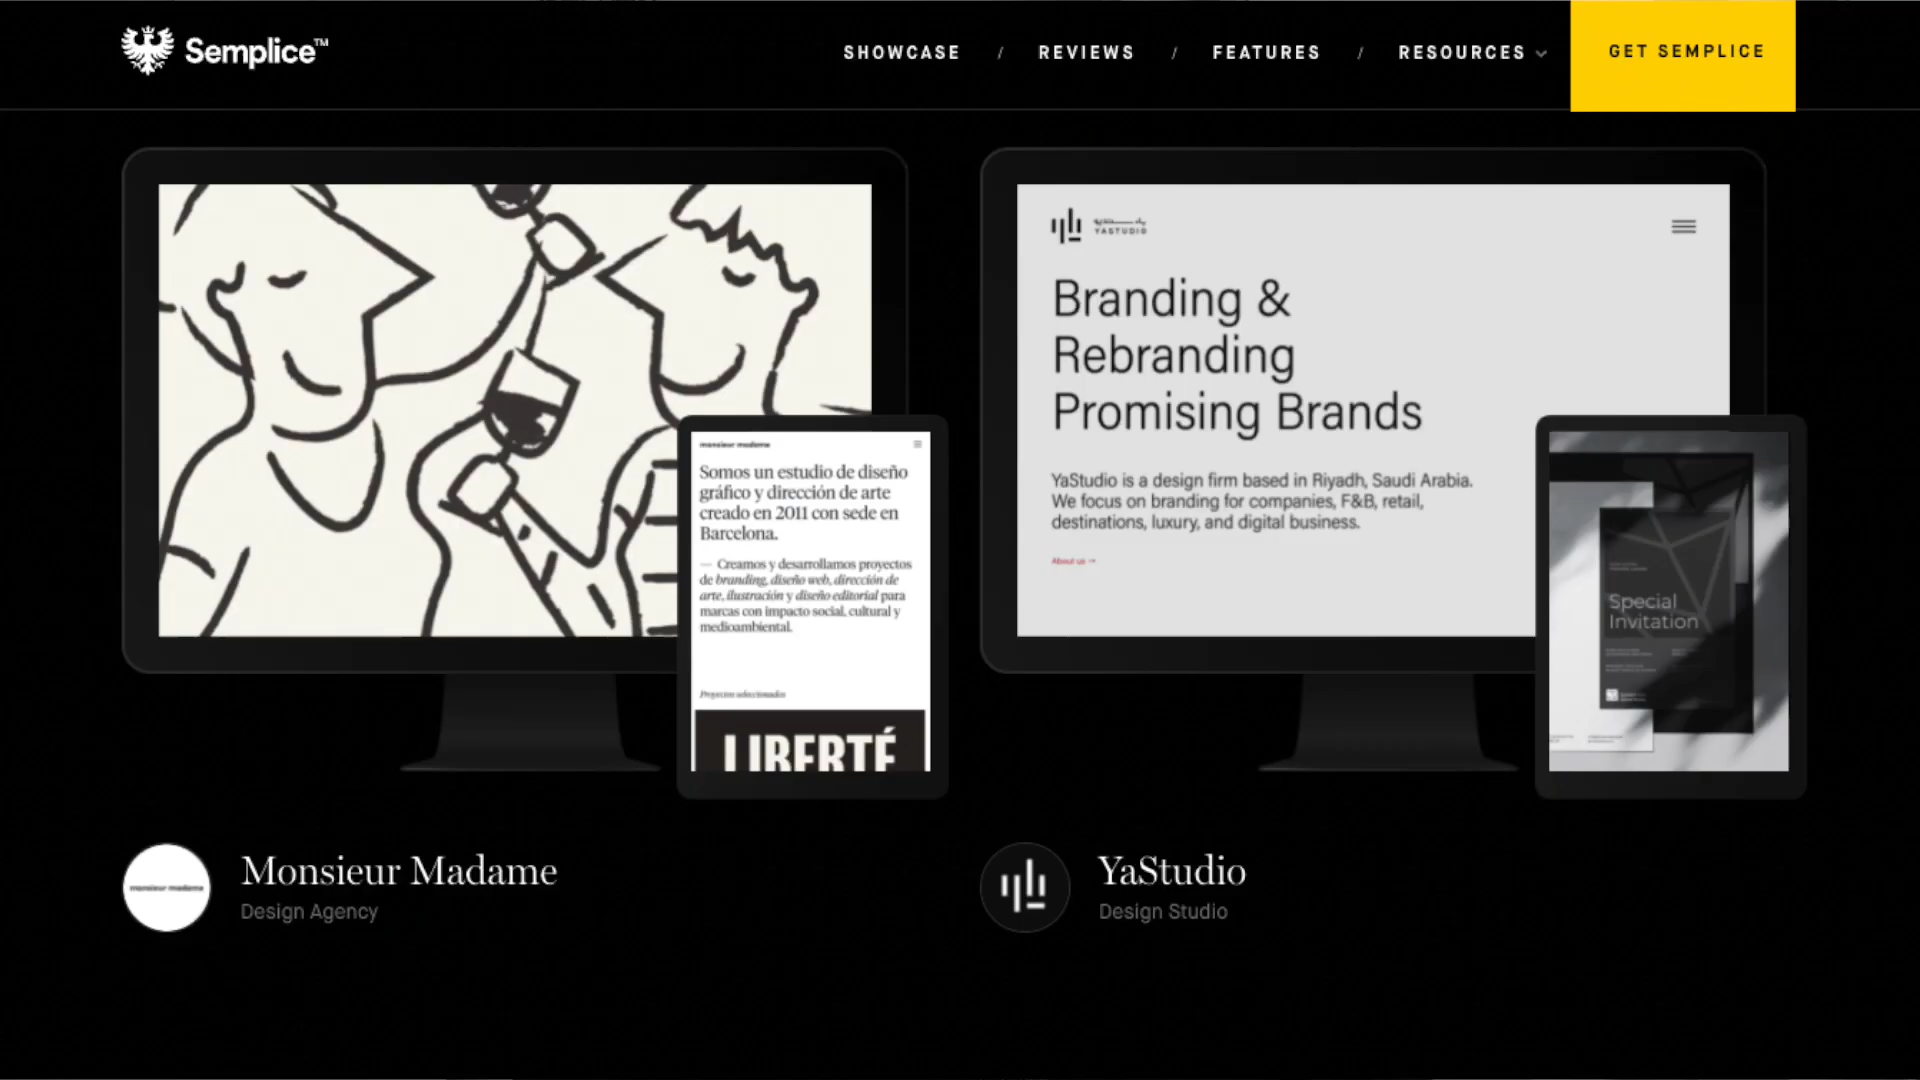 Semplice™
SHOWCASE / REVIEWS / FEATURES / RESOURCES
GET SEMPLICE
monsieur madame
Somos un estudio de diseño
gráfico y dirección de arte
creado en 2011 con sede en
Barcelona.
— Creamos y desarrollamos proyectos
de branding, diseño web, dirección de
arte, ilustración y diseño editorial para
marcas con impacto social, cultural y
medioambiental.
Proyectos seleccionados
LIBERTÉ
YASTUDIO
Branding &
Rebranding
Promising Brands
YaStudio is a design firm based in Riyadh, Saudi Arabia.
We focus on branding for companies, F&B, retail,
destinations, luxury, and digital business.
About us →
Special
Invitation
monsieur madame
Monsieur Madame
Design Agency
YaStudio
Design Studio